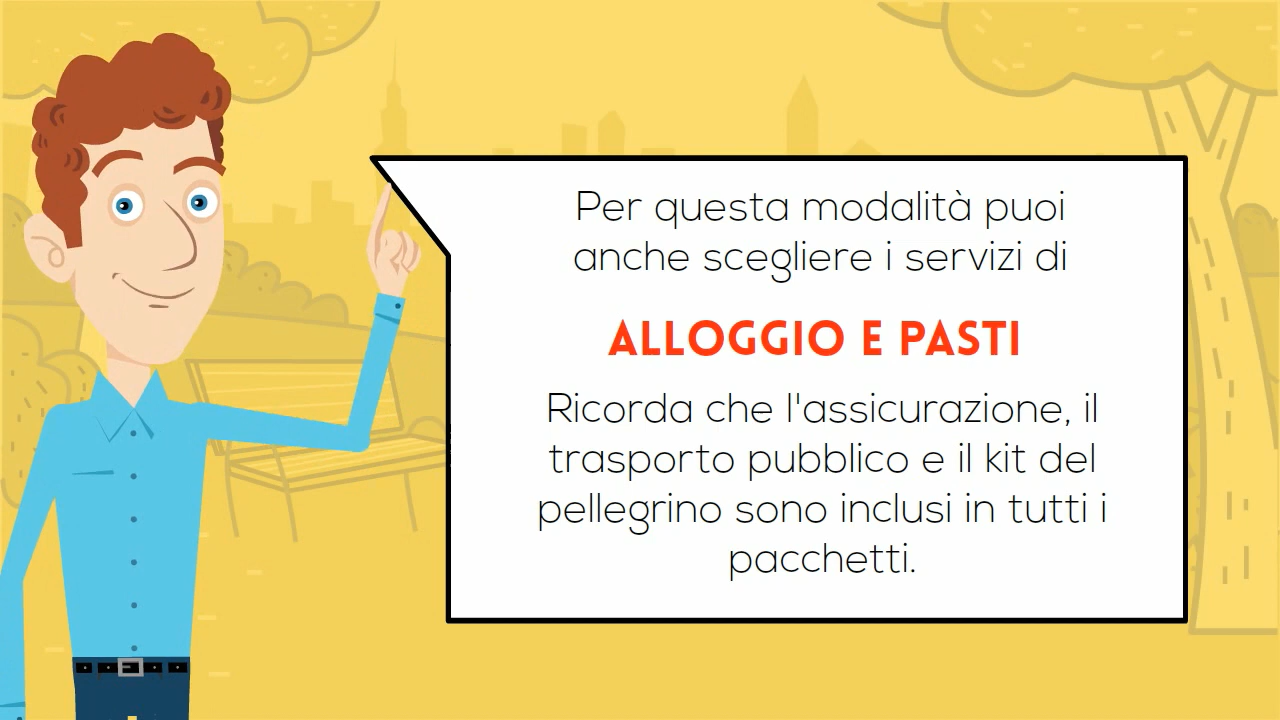 Per questa modalità puoi
anche scegliere i servizi di
ALLOGGIO E PASTI
Ricorda che l'assicurazione, il
trasporto pubblico e il kit del
pellegrino sono inclusi in tutti i
pacchetti.